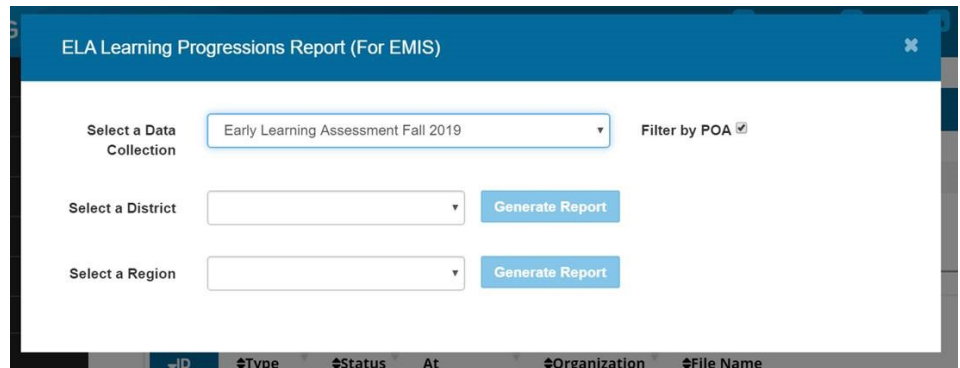 ELA Learning Progressions Report (For EMIS)
Select a Data
Collection
Early Learning Assessment Fall 2019
Filter by POA
Select a District
Generate Report
Select a Region
Generate Report
ID Type Status At Organization File Name